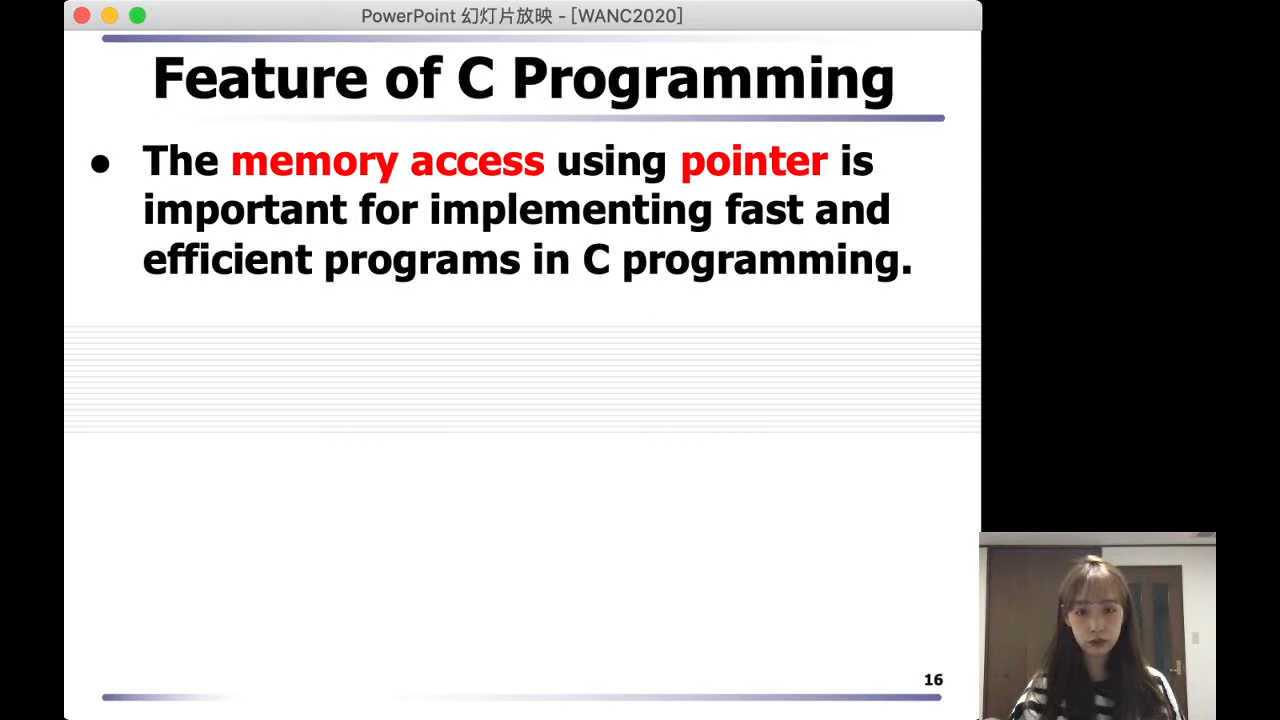 PowerPoint 幻灯片放映 - [WANC2020]
Feature of C Programming
● The memory access using pointer is
important for implementing fast and
efficient programs in C programming.
16